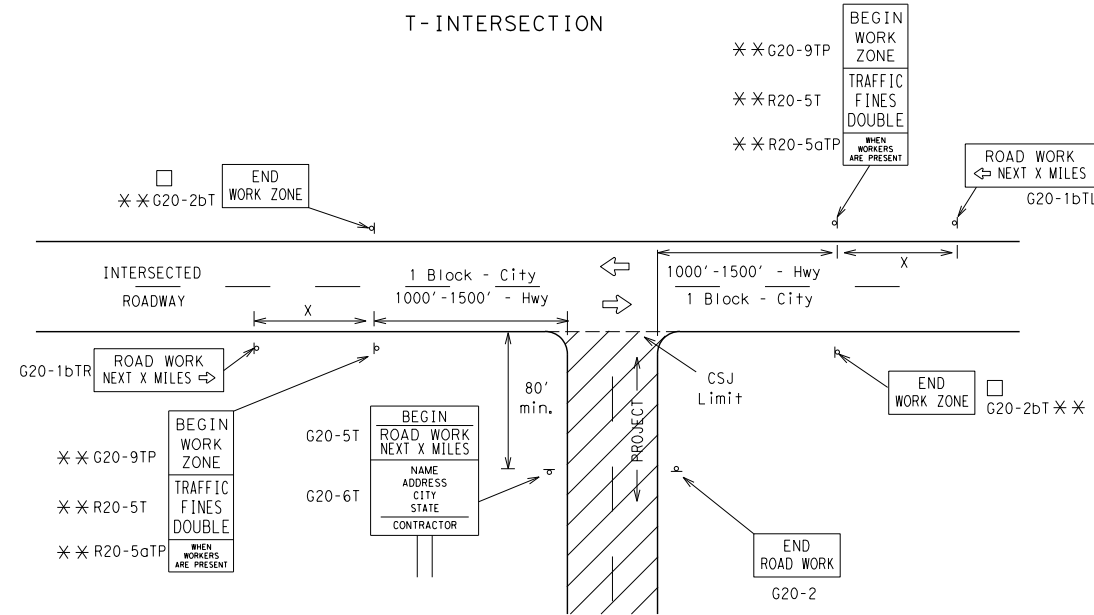 T-INTERSECTION
BEGIN
WORK
ZONE
TRAFFIC
FINES
DOUBLE
WHEN
WORKERS
ARE PRESENT
**G20-9TP
**R20-5T
**R20-5aTP
ROAD WORK
⇦ NEXT X MILES
G20-1bTL
END
WORK ZONE
□
**G20-2bT
INTERSECTED
ROADWAY
1 Block - City
1000'-1500' - Hwy
X
1000'-1500' - Hwy
1 Block - City
X
G20-1bTR
ROAD WORK
NEXT X MILES ⇨
80'
min.
CSJ
Limit
PROJECT
END
WORK ZONE
□
G20-2bT **
BEGIN
WORK
ZONE
TRAFFIC
FINES
DOUBLE
WHEN
WORKERS
ARE PRESENT
** G20-9TP
** R20-5T
** R20-5aTP
G20-5T
BEGIN
ROAD WORK
NEXT X MILES
G20-6T
NAME
ADDRESS
CITY
STATE
CONTRACTOR
END
ROAD WORK
G20-2